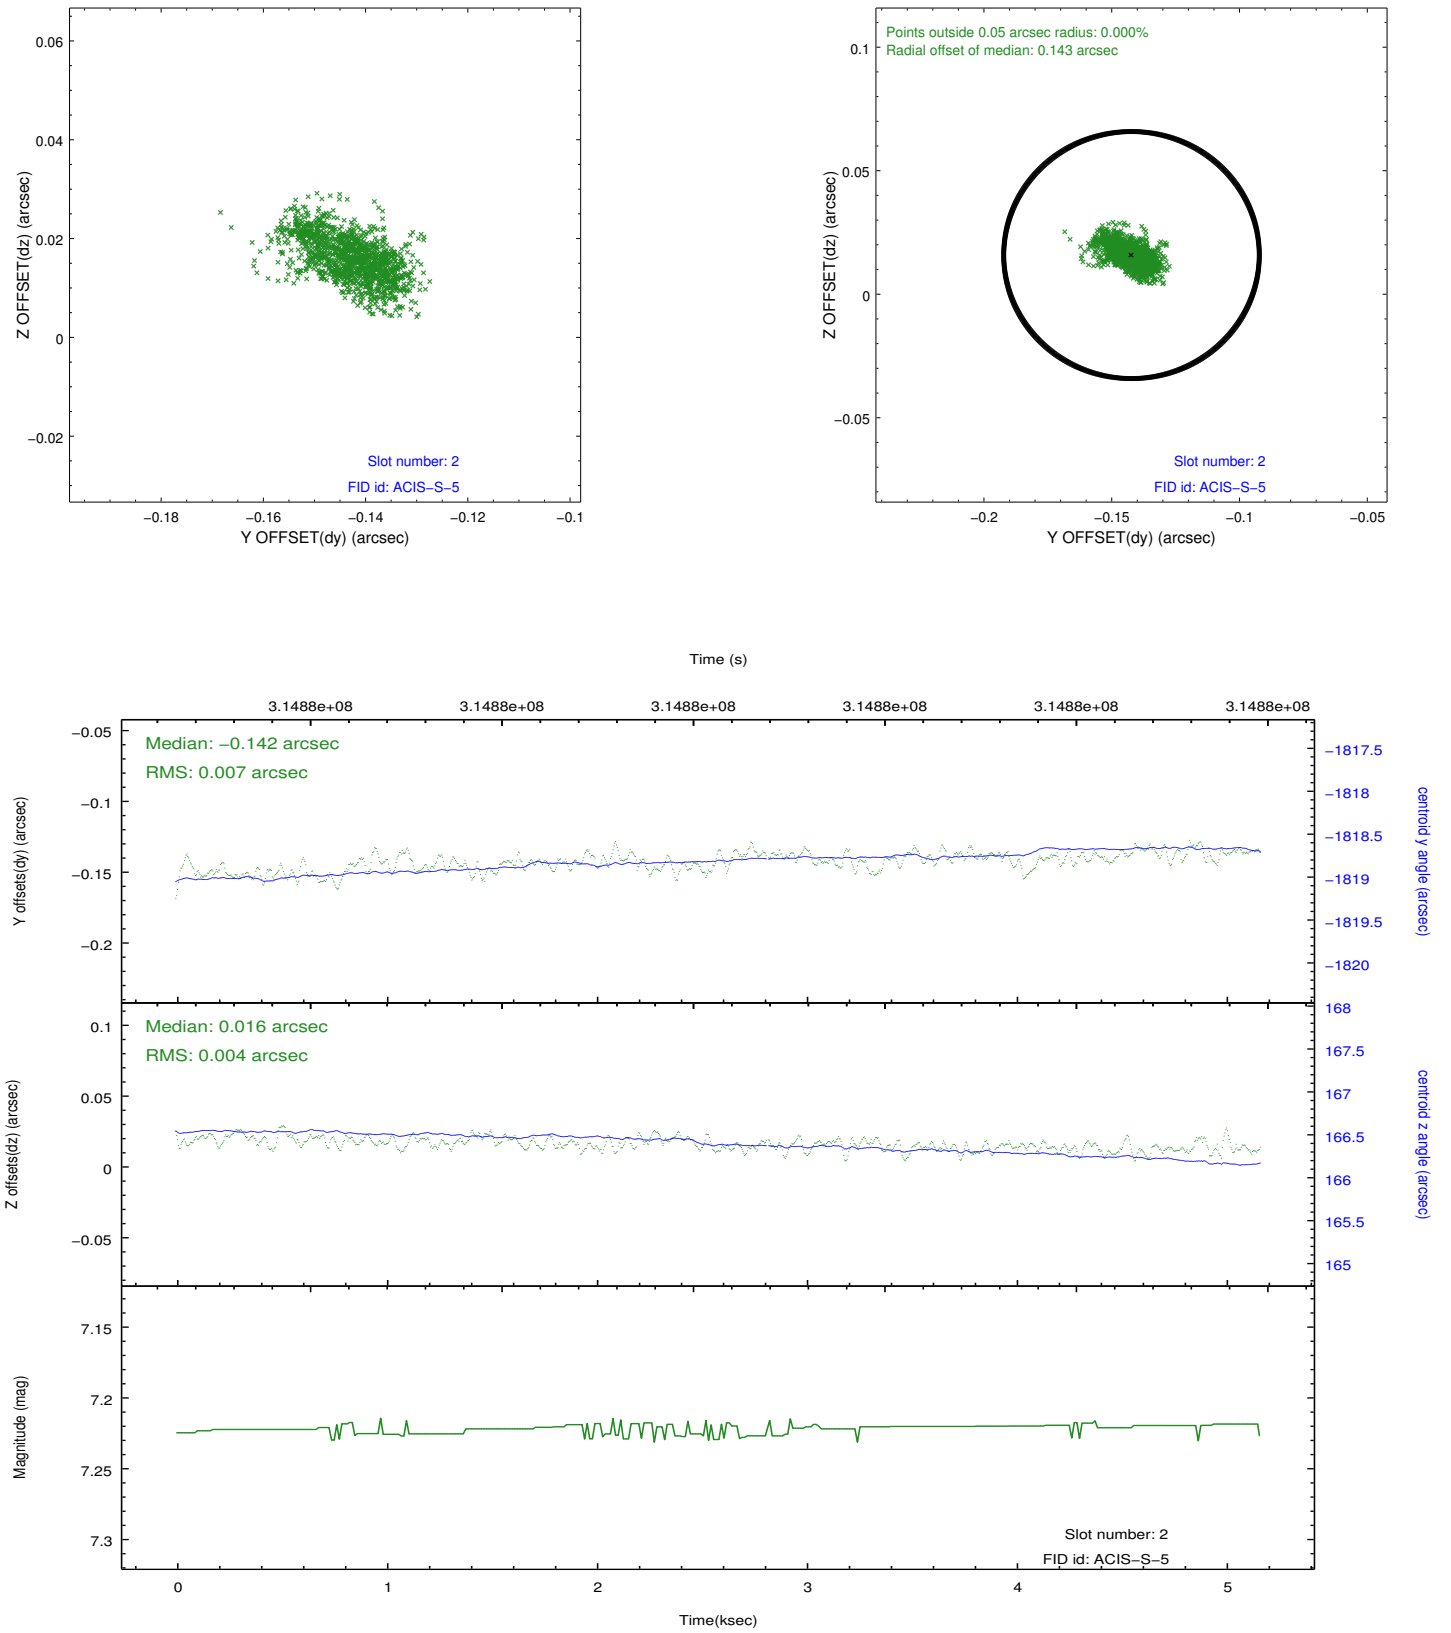 0.06
0.04
0.02
0
−0.02
Z OFFSET(dz) (arcsec)
Slot number: 2
FID id: ACIS−S−5
−0.18
−0.16
−0.14
−0.12
−0.1
Y OFFSET(dy) (arcsec)
Points outside 0.05 arcsec radius: 0.000%
Radial offset of median: 0.143 arcsec
0.1
0.05
0
−0.05
Z OFFSET(dz) (arcsec)
Slot number: 2
FID id: ACIS−S−5
−0.2
−0.15
−0.1
−0.05
Y OFFSET(dy) (arcsec)
Time (s)
3.1488e+08
3.1488e+08
3.1488e+08
3.1488e+08
3.1488e+08
3.1488e+08
Median: −0.142 arcsec
RMS: 0.007 arcsec
−0.05
−0.1
−0.15
−0.2
Y offsets(dy) (arcsec)
−1817.5
−1818
−1818.5
−1819
−1819.5
−1820
centroid y angle (arcsec)
Median: 0.016 arcsec
RMS: 0.004 arcsec
0.1
0.05
0
−0.05
Z offsets(dz) (arcsec)
168
167.5
167
166.5
166
165.5
165
centroid z angle (arcsec)
7.15
7.2
7.25
7.3
Magnitude (mag)
Slot number: 2
FID id: ACIS−S−5
0
1
2
3
4
5
Time(ksec)